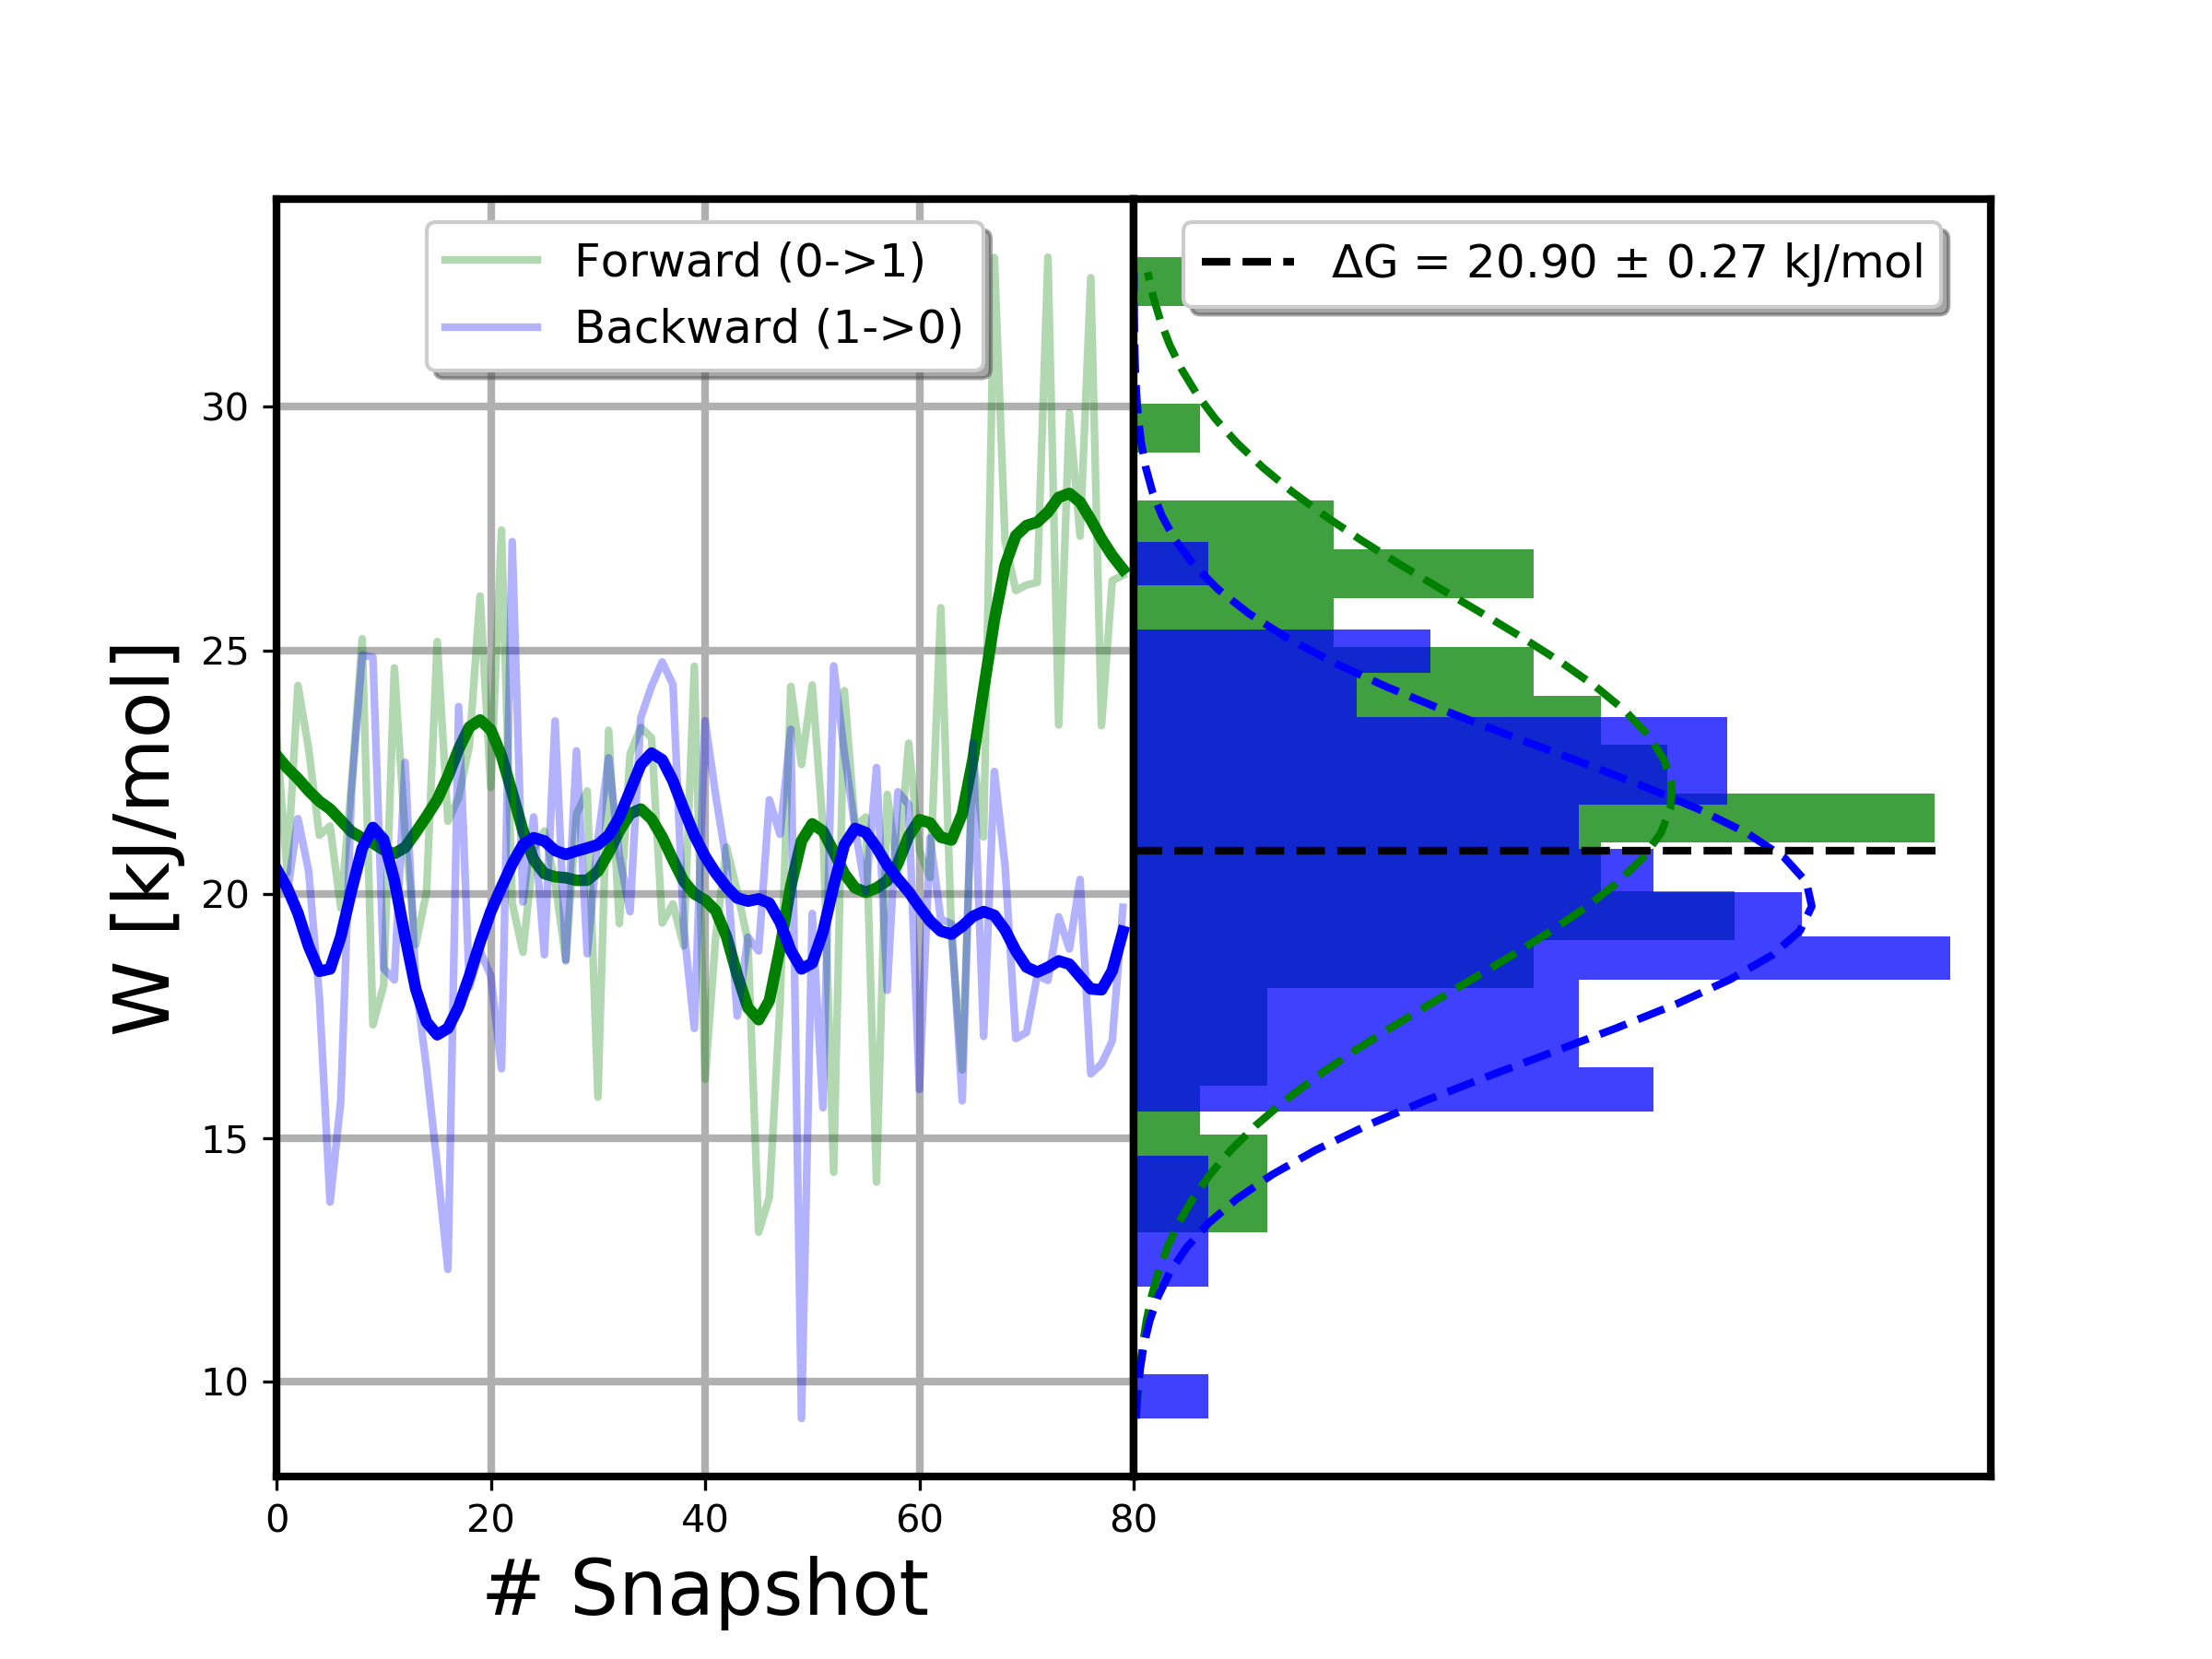 Forward (0->1)
Backward (1->0)
ΔG = 20.90 ± 0.27 kJ/mol
W [kJ/mol]
30
25
20
15
10
0
20
40
60
80
# Snapshot